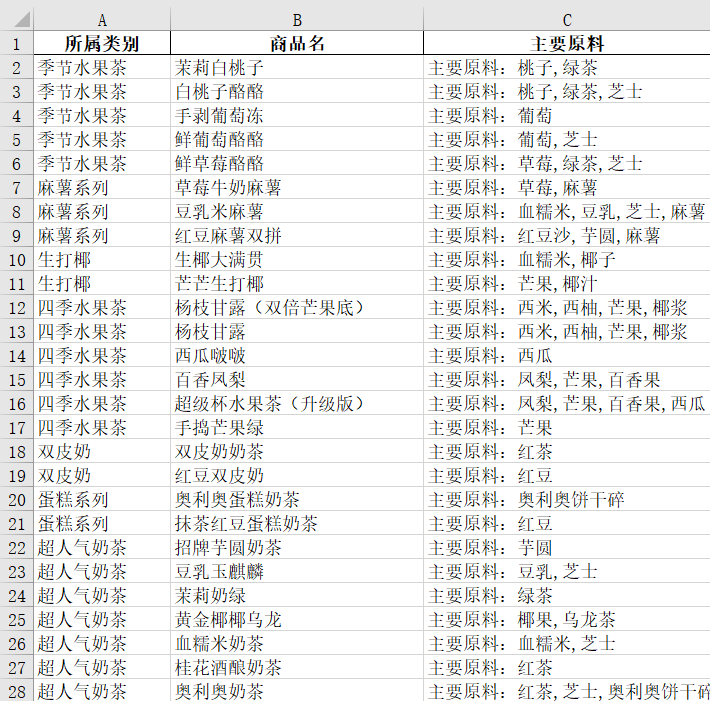 A B C
1 所属类别 商品名 主要原料
2 季节水果茶 茉莉白桃子 主要原料：桃子,绿茶
3 季节水果茶 白桃子酪酪 主要原料：桃子,绿茶,芝士
4 季节水果茶 手剥葡萄冻 主要原料：葡萄
5 季节水果茶 鲜葡萄酪酪 主要原料：葡萄,芝士
6 季节水果茶 鲜草莓酪酪 主要原料：草莓,绿茶,芝士
7 麻薯系列 草莓牛奶麻薯 主要原料：草莓,麻薯
8 麻薯系列 豆乳米麻薯 主要原料：血糯米,豆乳,芝士,麻薯
9 麻薯系列 红豆麻薯双拼 主要原料：红豆沙,芋圆,麻薯
10 生打椰 生椰大满贯 主要原料：血糯米,椰子
11 生打椰 芒芒生打椰 主要原料：芒果,椰汁
12 四季水果茶 杨枝甘露（双倍芒果底） 主要原料：西米,西柚,芒果,椰浆
13 四季水果茶 杨枝甘露 主要原料：西米,西柚,芒果,椰浆
14 四季水果茶 西瓜啵啵 主要原料：西瓜
15 四季水果茶 百香凤梨 主要原料：凤梨,芒果,百香果
16 四季水果茶 超级杯水果茶（升级版） 主要原料：凤梨,芒果,百香果,西瓜
17 四季水果茶 手捣芒果绿 主要原料：芒果
18 双皮奶 双皮奶奶茶 主要原料：红茶
19 双皮奶 红豆双皮奶 主要原料：红豆
20 蛋糕系列 奥利奥蛋糕奶茶 主要原料：奥利奥饼干碎
21 蛋糕系列 抹茶红豆蛋糕奶茶 主要原料：红豆
22 超人气奶茶 招牌芋圆奶茶 主要原料：芋圆
23 超人气奶茶 豆乳玉麒麟 主要原料：豆乳,芝士
24 超人气奶茶 茉莉奶绿 主要原料：绿茶
25 超人气奶茶 黄金椰椰乌龙 主要原料：椰果,乌龙茶
26 超人气奶茶 血糯米奶茶 主要原料：血糯米,芝士
27 超人气奶茶 桂花酒酿奶茶 主要原料：红茶
28 超人气奶茶 奥利奥奶茶 主要原料：红茶,芝士,奥利奥饼干碎